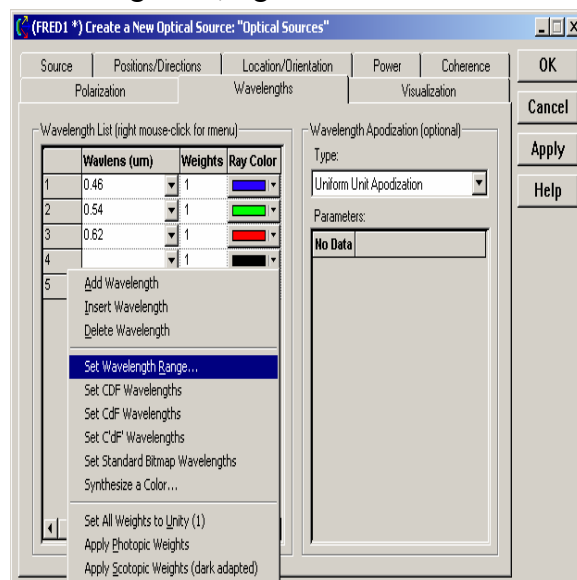 (FRED1 *) Create a New Optical Source: "Optical Sources"
Source Positions/Directions Location/Orientation Power Coherence
Polarization Wavelengths Visualization
OK
Cancel
Apply
Help
Wavelength List (right mouse-click for rmenu)
Wavlens (um) Weights Ray Color
1 0.46 1
2 0.54 1
3 0.62 1
4 1
5
Add Wavelength
Insert Wavelength
Delete Wavelength
Set Wavelength Range...
Set CDF Wavelengths
Set CdF Wavelengths
Set C'dF' Wavelengths
Set Standard Bitmap Wavelengths
Synthesize a Color...
Set All Weights to Unity (1)
Apply Photopic Weights
Apply Scotopic Weights (dark adapted)
Wavelength Apodization (optional)
Type:
Uniform Unit Apodization
Parameters:
No Data